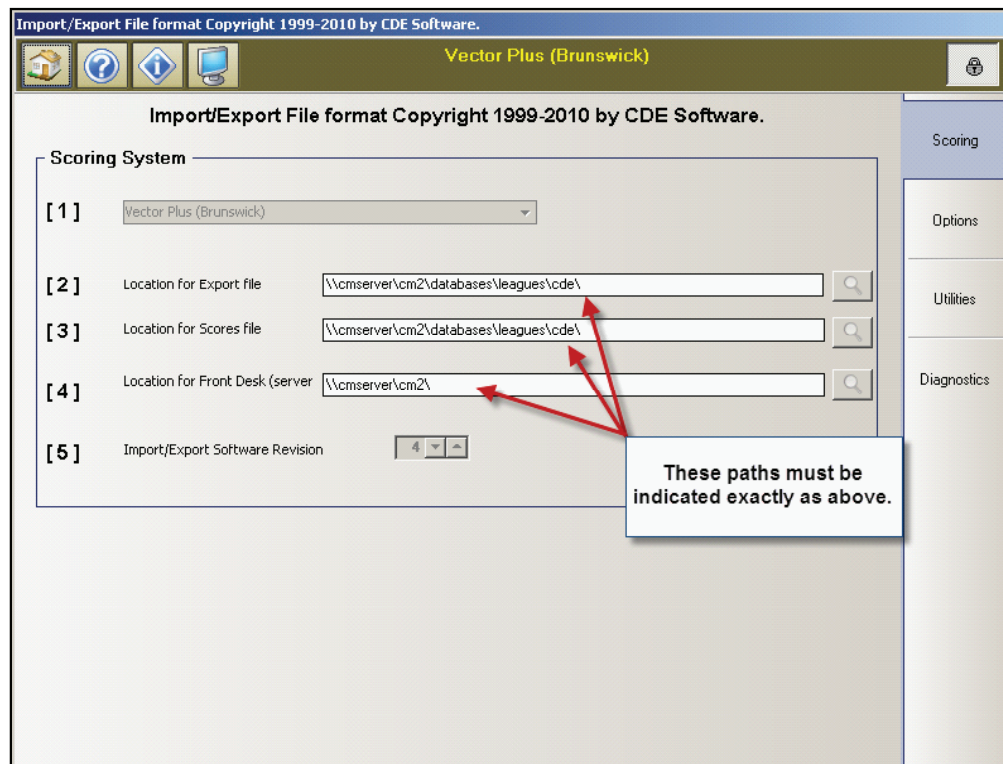 Import/Export File format Copyright 1999-2010 by CDE Software.
Vector Plus (Brunswick)
Import/Export File format Copyright 1999-2010 by CDE Software.
Scoring System
[1] Vector Plus (Brunswick)
[2] Location for Export file \\cmserver\cm2\databases\leagues\cde\
[3] Location for Scores file \\cmserver\cm2\databases\leagues\cde\
[4] Location for Front Desk (server \\cmserver\cm2\
[5] Import/Export Software Revision 4
These paths must be
indicated exactly as above.
Scoring
Options
Utilities
Diagnostics